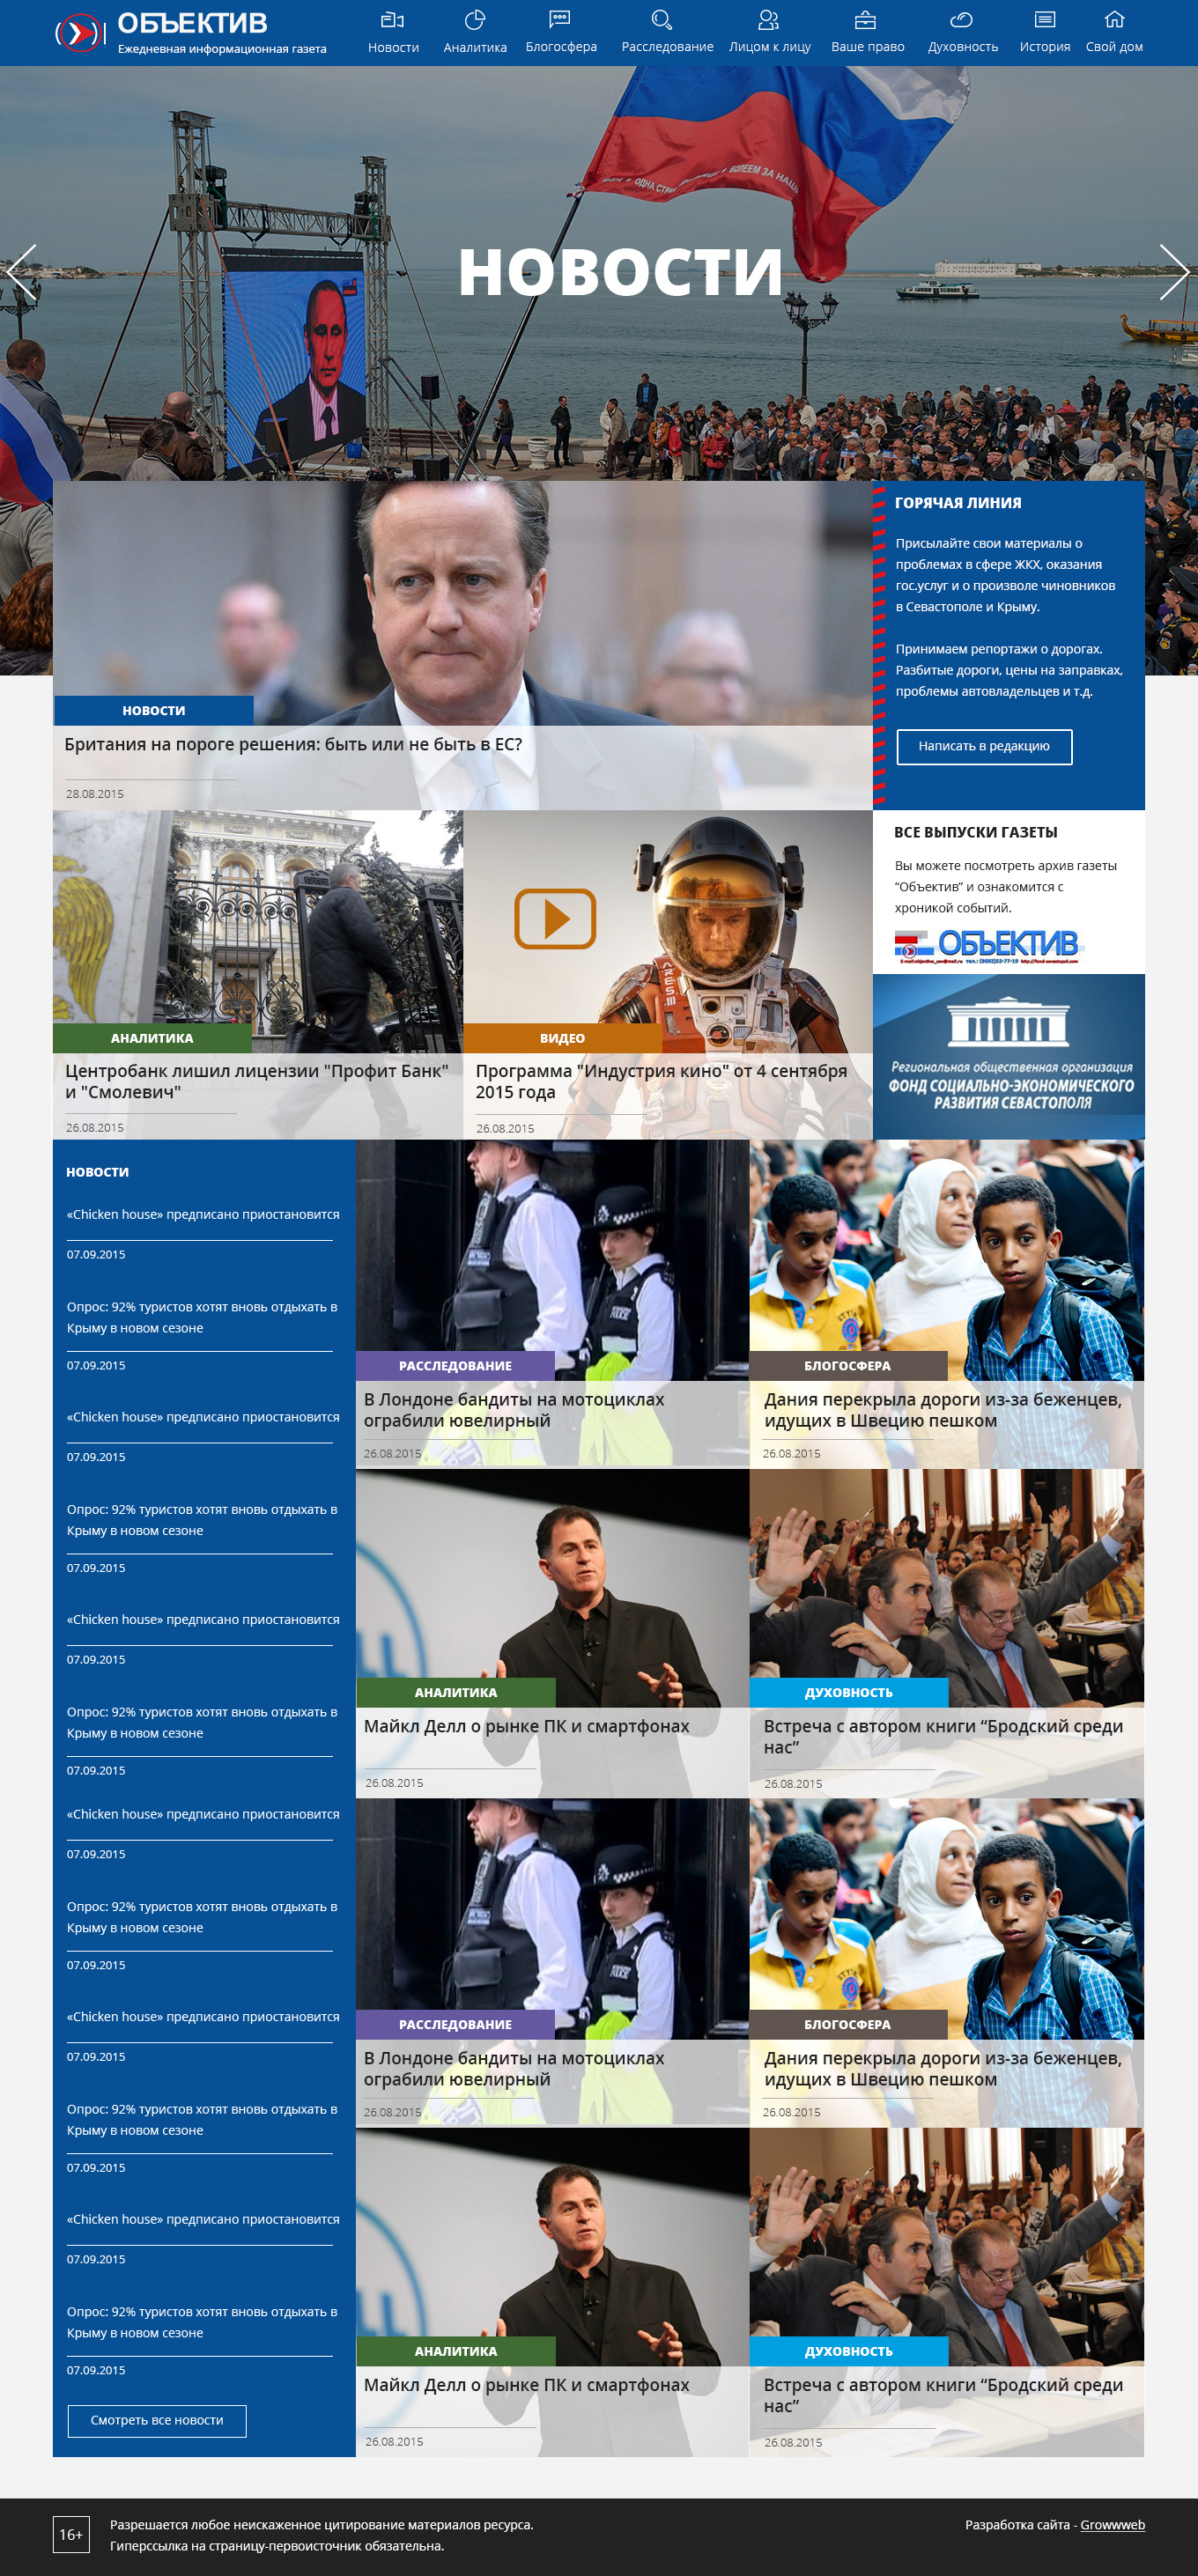 ОБЪЕКТИВ
Ежедневная информационная газета
Новости
Аналитика
Блогосфера
Расследование
Лицом к лицу
Ваше право
Духовность
История
Свой дом
НОВОСТИ
НОВОСТИ
Британия на пороге решения: быть или не быть в ЕС?
28.08.2015
ГОРЯЧАЯ ЛИНИЯ
Присылайте свои материалы о
проблемах в сфере ЖКХ, оказания
гос.услуг и о произволе чиновников
в Севастополе и Крыму.
Принимаем репортажи о дорогах.
Разбитые дороги, цены на заправках,
проблемы автовладельцев и т.д.
Написать в редакцию
АНАЛИТИКА
Центробанк лишил лицензии "Профит Банк"
и "Смолевич"
26.08.2015
ВИДЕО
Программа "Индустрия кино" от 4 сентября
2015 года
26.08.2015
ВСЕ ВЫПУСКИ ГАЗЕТЫ
Вы можете посмотреть архив газеты
“Объектив” и ознакомится с
хроникой событий.
ОБЪЕКТИВ
Региональная общественная организация
ФОНД СОЦИАЛЬНО-ЭКОНОМИЧЕСКОГО
РАЗВИТИЯ СЕВАСТОПОЛЯ
НОВОСТИ
«Chicken house» предписано приостановится
07.09.2015
Опрос: 92% туристов хотят вновь отдыхать в
Крыму в новом сезоне
07.09.2015
«Chicken house» предписано приостановится
07.09.2015
Опрос: 92% туристов хотят вновь отдыхать в
Крыму в новом сезоне
07.09.2015
«Chicken house» предписано приостановится
07.09.2015
Опрос: 92% туристов хотят вновь отдыхать в
Крыму в новом сезоне
07.09.2015
«Chicken house» предписано приостановится
07.09.2015
Опрос: 92% туристов хотят вновь отдыхать в
Крыму в новом сезоне
07.09.2015
«Chicken house» предписано приостановится
07.09.2015
Опрос: 92% туристов хотят вновь отдыхать в
Крыму в новом сезоне
07.09.2015
«Chicken house» предписано приостановится
07.09.2015
Опрос: 92% туристов хотят вновь отдыхать в
Крыму в новом сезоне
07.09.2015
Смотреть все новости
РАССЛЕДОВАНИЕ
В Лондоне бандиты на мотоциклах
ограбили ювелирный
26.08.2015
БЛОГОСФЕРА
Дания перекрыла дороги из-за беженцев,
идущих в Швецию пешком
26.08.2015
АНАЛИТИКА
Майкл Делл о рынке ПК и смартфонах
26.08.2015
ДУХОВНОСТЬ
Встреча с автором книги “Бродский среди
нас”
26.08.2015
РАССЛЕДОВАНИЕ
В Лондоне бандиты на мотоциклах
ограбили ювелирный
26.08.2015
БЛОГОСФЕРА
Дания перекрыла дороги из-за беженцев,
идущих в Швецию пешком
26.08.2015
АНАЛИТИКА
Майкл Делл о рынке ПК и смартфонах
26.08.2015
ДУХОВНОСТЬ
Встреча с автором книги “Бродский среди
нас”
26.08.2015
16+
Разрешается любое неискаженное цитирование материалов ресурса.
Гиперссылка на страницу-первоисточник обязательна.
Разработка сайта - Growwweb